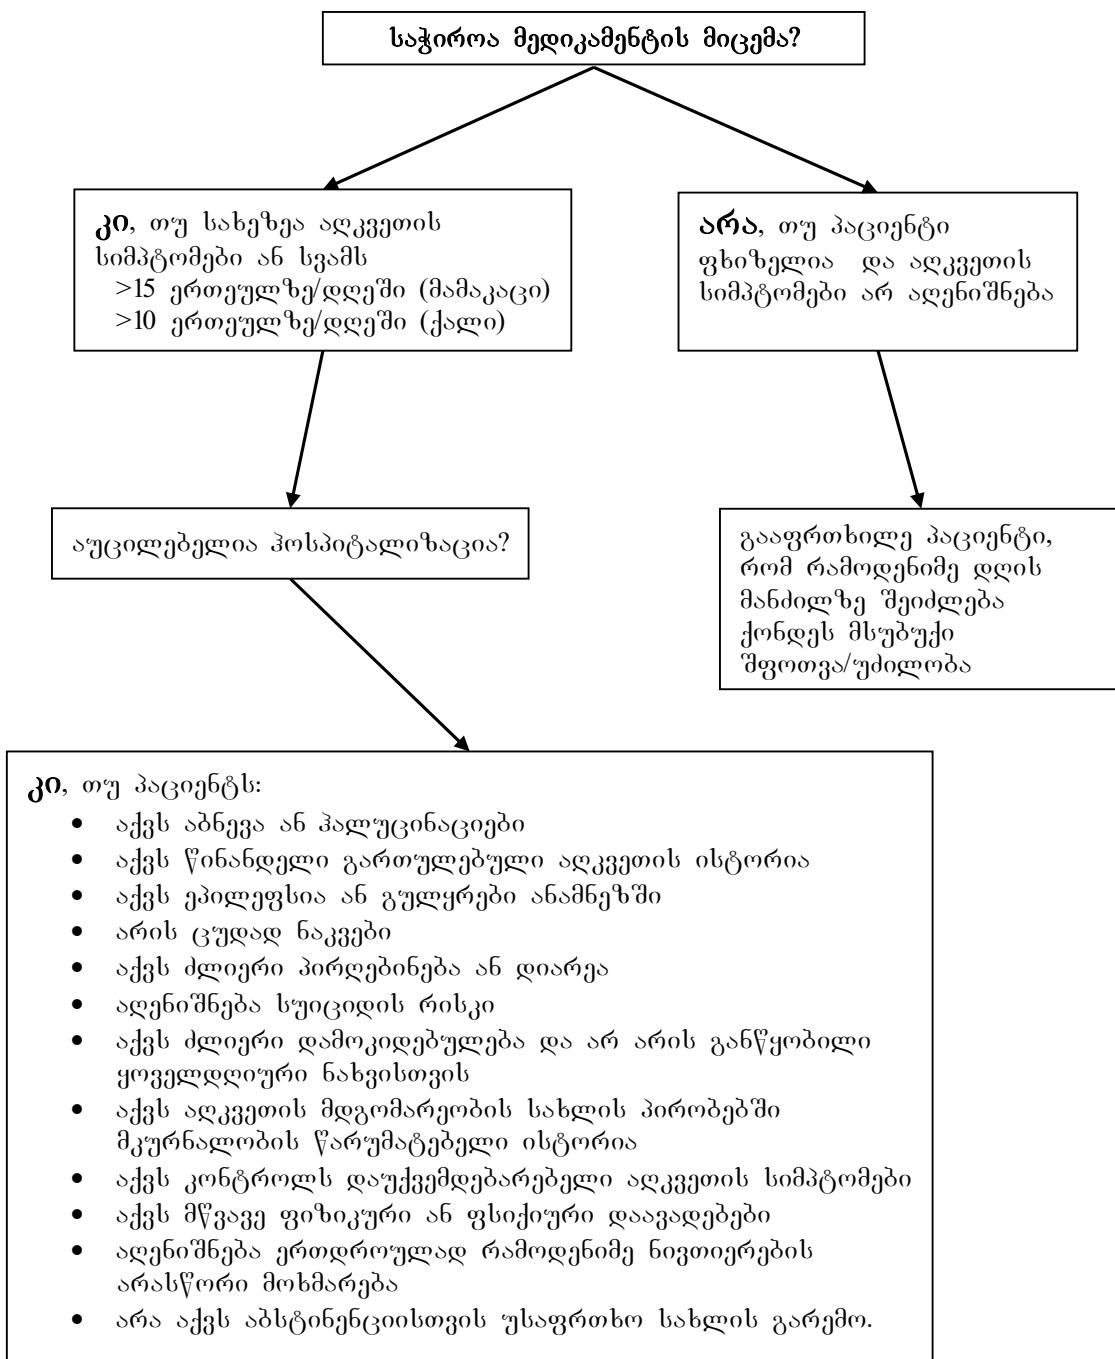 საჭიროა მედიკამენტის მიცემა?
კი, თუ სახეზეა აღკვეთის
სიმპტომები ან სვამს
>15 ერთეულზე/დღეში (მამაკაცი)
>10 ერთეულზე/დღეში (ქალი)
არა, თუ პაციენტი
ფხიზელია და აღკვეთის
სიმპტომები არ აღენიშნება
აუცილებელია ჰოსპიტალიზაცია?
გააფრთხილე პაციენტი,
რომ რამოდენიმე დღის
მანძილზე შეიძლება
ქონდეს მსუბუქი
შფოთვა/უძილობა
კი, თუ პაციენტს:
• აქვს აბნევა ან ჰალუცინაციები
• აქვს წინანდელი გართულებული აღკვეთის ისტორია
• აქვს ეპილეფსია ან გულყრები ანამნეზში
• არის ცუდად ნაკვები
• აქვს ძლიერი პირღებინება ან დიარეა
• აღენიშნება სუიციდის რისკი
• აქვს ძლიერი დამოკიდებულება და არ არის განწყობილი
ყოველდღიური ნახვისთვის
• აქვს აღკვეთის მდგომარეობის სახლის პირობებში
მკურნალობის წარუმატებელი ისტორია
• აქვს კონტროლს დაუქვემდებარებელი აღკვეთის სიმპტომები
• აქვს მწვავე ფიზიკური ან ფსიქიური დაავადებები
• აღენიშნება ერთდროულად რამოდენიმე ნივთიერების
არასწორი მოხმარება
• არა აქვს აბსტინენციისთვის უსაფრთხო სახლის გარემო.